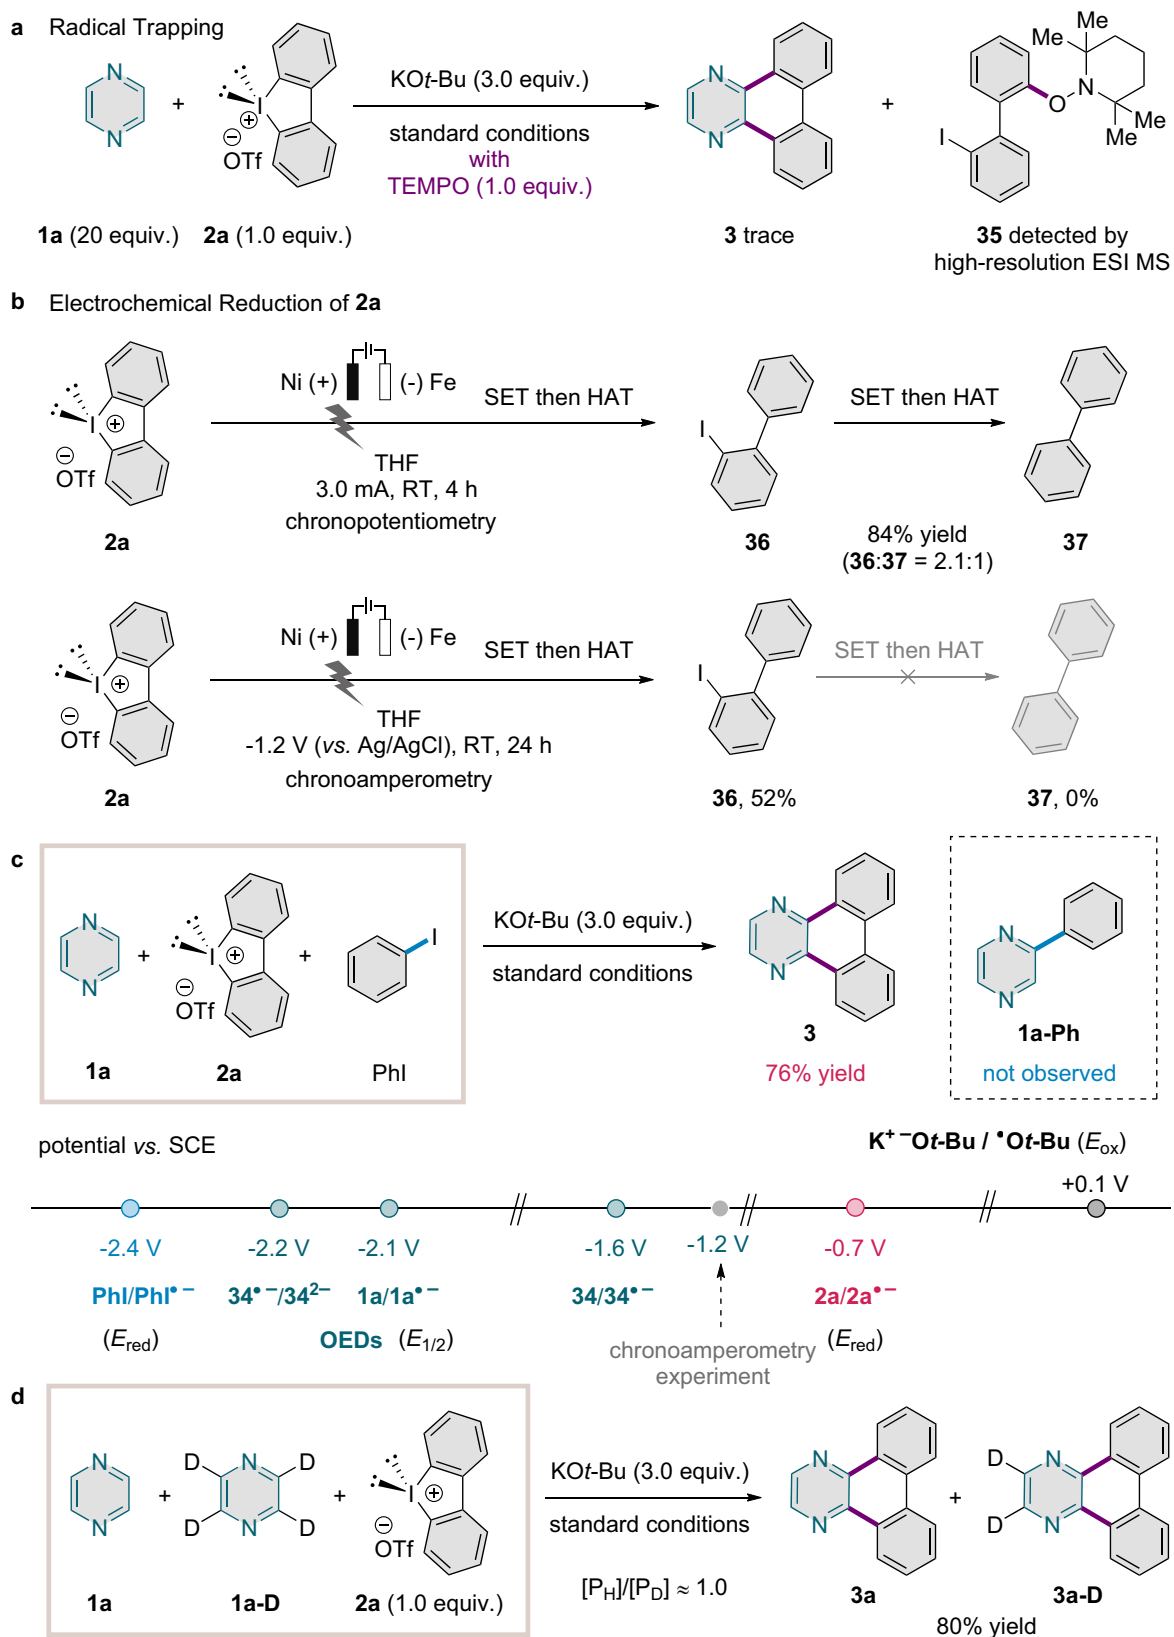 a Radical Trapping
N
N
+
I
⊕
⊖
OTf
KOt-Bu (3.0 equiv.)
standard conditions
with
TEMPO (1.0 equiv.)
N
N
+
Me
Me
O
N
Me
Me
I
1a (20 equiv.)
2a (1.0 equiv.)
3 trace
35 detected by
high-resolution ESI MS
b Electrochemical Reduction of 2a
I
⊕
⊖
OTf
Ni (+)
(-) Fe
SET then HAT
THF
3.0 mA, RT, 4 h
chronopotentiometry
I
SET then HAT
2a
36
84% yield
(36:37 = 2.1:1)
37
I
⊕
⊖
OTf
Ni (+)
(-) Fe
SET then HAT
THF
-1.2 V (vs. Ag/AgCl), RT, 24 h
chronoamperometry
I
SET then HAT
2a
36, 52%
37, 0%
c
N
N
+
I
⊕
⊖
OTf
+
I
KOt-Bu (3.0 equiv.)
standard conditions
N
N
N
N
1a
2a
PhI
3
76% yield
1a-Ph
not observed
potential vs. SCE
K⁺ ⁻Ot-Bu / •Ot-Bu (Eox)
+0.1 V
-2.4 V
-2.2 V
-2.1 V
-1.6 V
-1.2 V
-0.7 V
PhI/PhI•⁻
34•⁻/34²⁻
1a/1a•⁻
34/34•⁻
2a/2a•⁻
(Ered)
OEDs (E1/2)
(Ered)
chronoamperometry
experiment
d
N
N
+
D
N
D
D
N
D
+
I
⊕
⊖
OTf
KOt-Bu (3.0 equiv.)
standard conditions
[PH]/[PD] ≈ 1.0
N
N
+
D
N
D
N
1a
1a-D
2a (1.0 equiv.)
3a
3a-D
80% yield